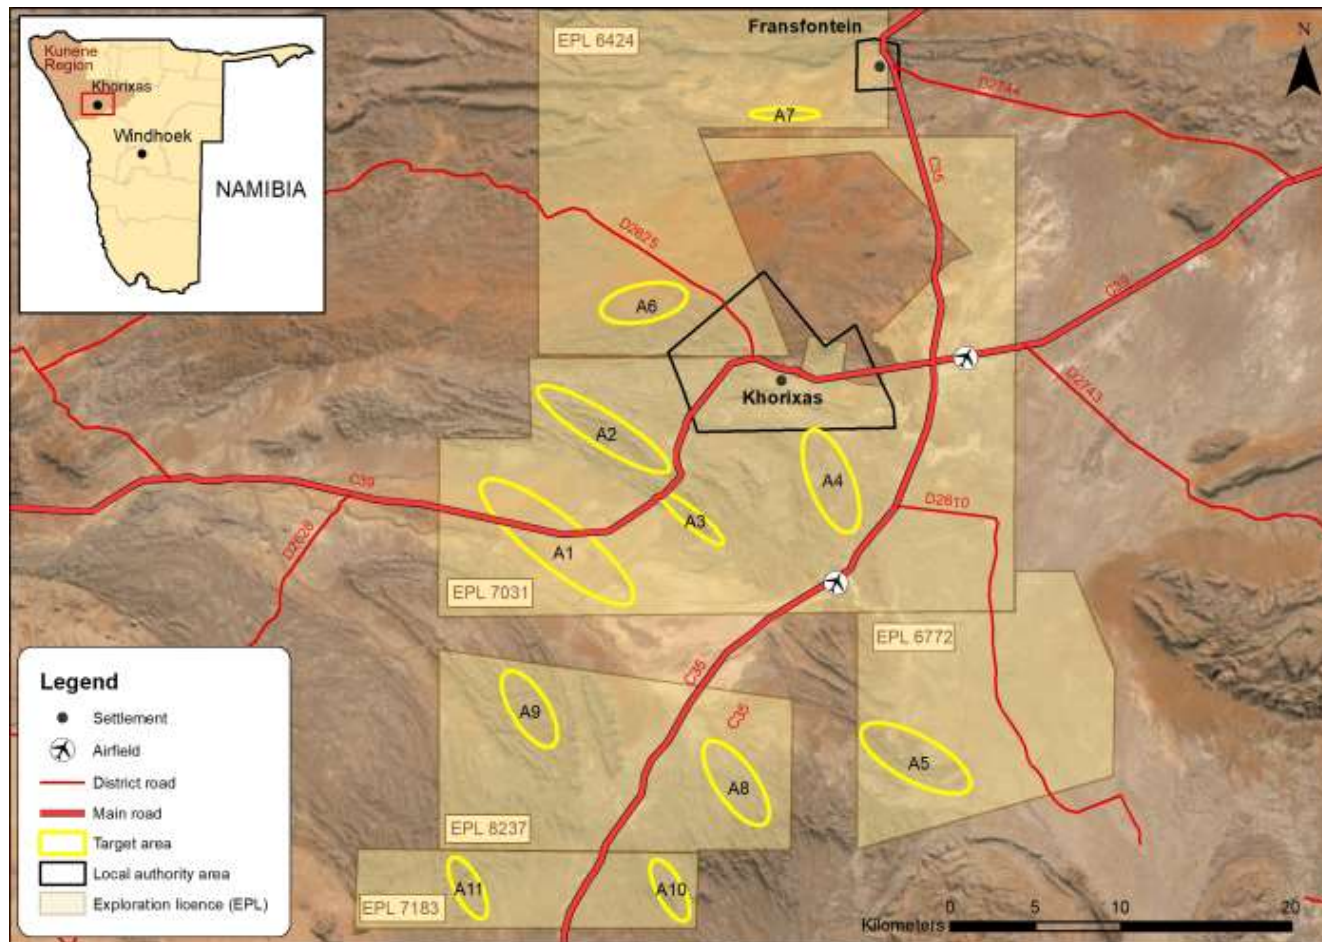 Kunene
Region
Khorixas
Windhoek
NAMIBIA
EPL 6424
Fransfontein
N
A7
D2744
C35
D2625
C39
A6
Khorixas
D2743
A2
A4
C39
A3
D2610
D2628
A1
EPL 7031
EPL 6772
C35
A9
C35
A5
A8
EPL 8237
A11
A10
EPL 7183
Legend
Settlement
Airfield
District road
Main road
Target area
Local authority area
Exploration licence (EPL)
0 5 10 20
Kilometers